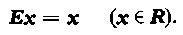 Ex = x (x ∈ R).